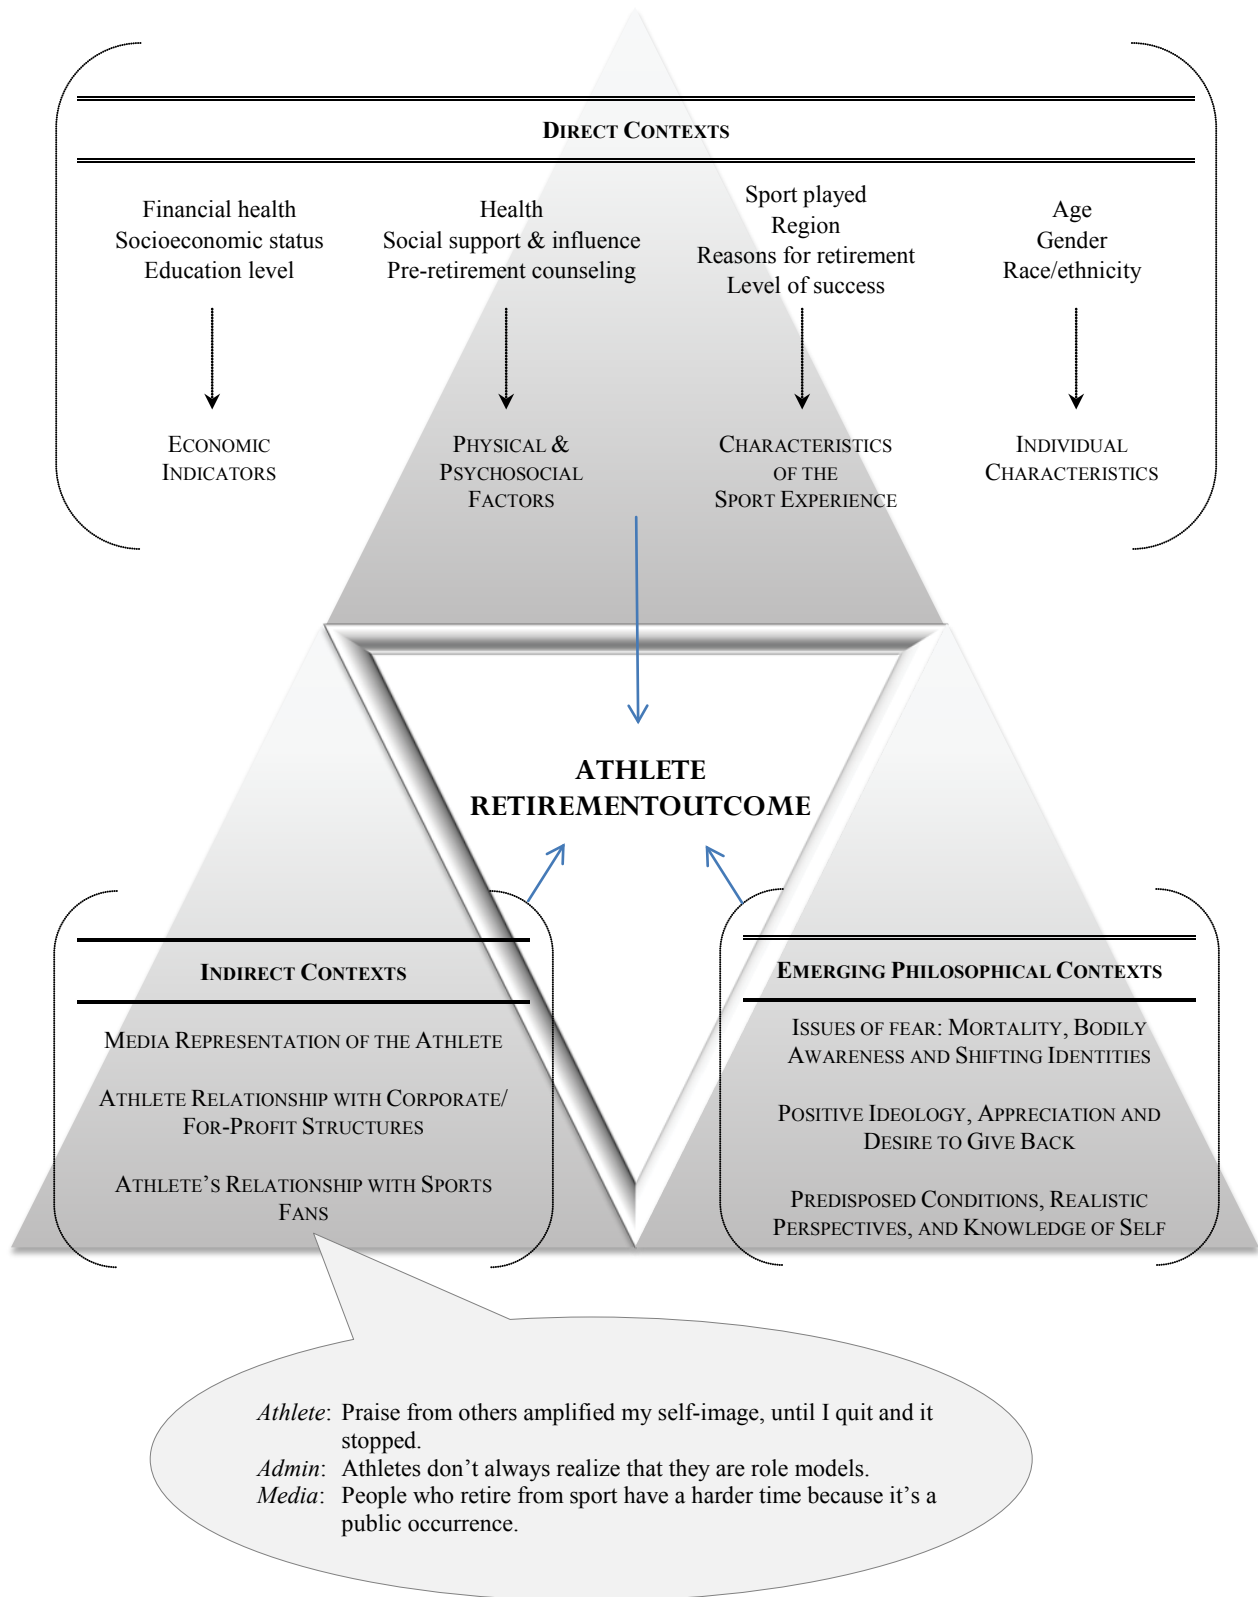 DIRECT CONTEXTS
Financial health
Socioeconomic status
Education level
Health
Social support & influence
Pre-retirement counseling
Sport played
Region
Reasons for retirement
Level of success
Age
Gender
Race/ethnicity
ECONOMIC
INDICATORS
PHYSICAL &
PSYCHOSOCIAL
FACTORS
CHARACTERISTICS
OF THE
SPORT EXPERIENCE
INDIVIDUAL
CHARACTERISTICS
ATHLETE
RETIREMENTOUTCOME
INDIRECT CONTEXTS
MEDIA REPRESENTATION OF THE ATHLETE
ATHLETE RELATIONSHIP WITH CORPORATE/
FOR-PROFIT STRUCTURES
ATHLETE'S RELATIONSHIP WITH SPORTS
FANS
EMERGING PHILOSOPHICAL CONTEXTS
ISSUES OF FEAR: MORTALITY, BODILY
AWARENESS AND SHIFTING IDENTITIES
POSITIVE IDEOLOGY, APPRECIATION AND
DESIRE TO GIVE BACK
PREDISPOSED CONDITIONS, REALISTIC
PERSPECTIVES, AND KNOWLEDGE OF SELF
Athlete: Praise from others amplified my self-image, until I quit and it
stopped.
Admin: Athletes don't always realize that they are role models.
Media: People who retire from sport have a harder time because it's a
public occurrence.